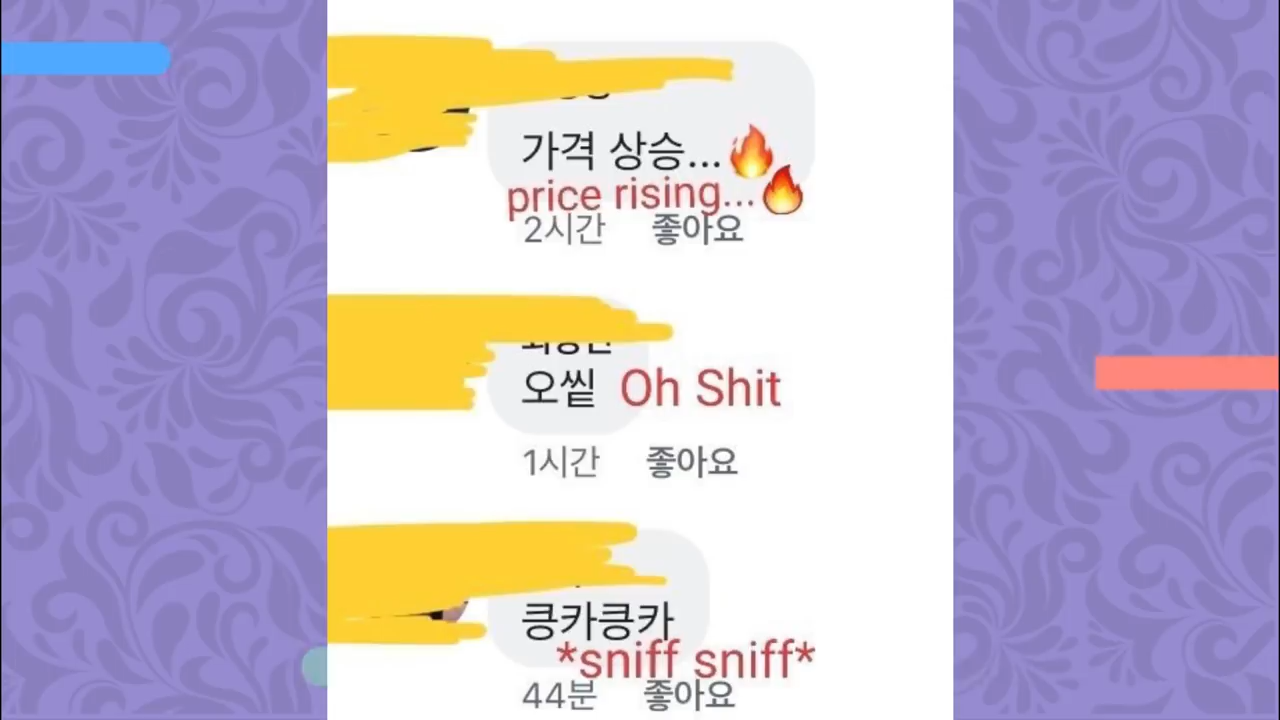 가격 상승...🔥
price rising...🔥
2시간 좋아요
오씥 Oh Shit
1시간 좋아요
킁카킁카
*sniff sniff*
44분 좋아요